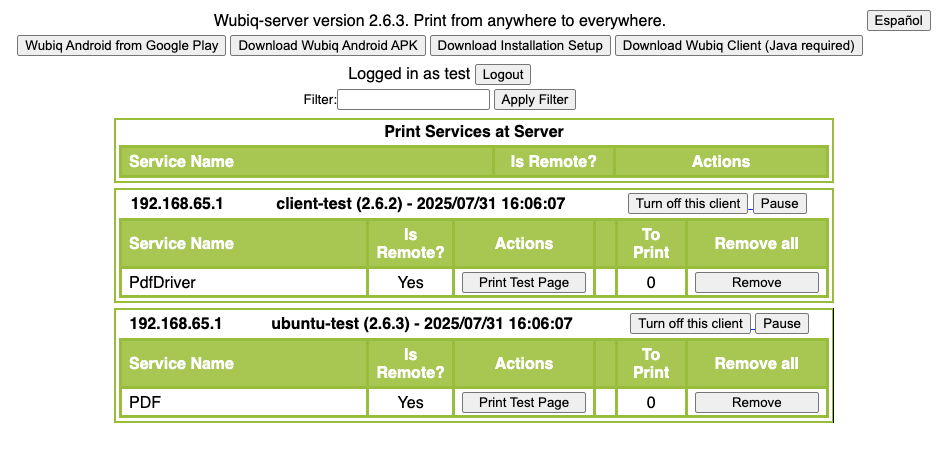 Wubiq-server version 2.6.3. Print from anywhere to everywhere. Español
Wubiq Android from Google Play Download Wubiq Android APK Download Installation Setup Download Wubiq Client (Java required)
Logged in as test Logout
Filter: Apply Filter
Print Services at Server
Service Name Is Remote? Actions
192.168.65.1 client-test (2.6.2) - 2025/07/31 16:06:07 Turn off this client Pause
Service Name Is Remote? Actions To Print Remove all
PdfDriver Yes Print Test Page 0 Remove
192.168.65.1 ubuntu-test (2.6.3) - 2025/07/31 16:06:07 Turn off this client Pause
Service Name Is Remote? Actions To Print Remove all
PDF Yes Print Test Page 0 Remove